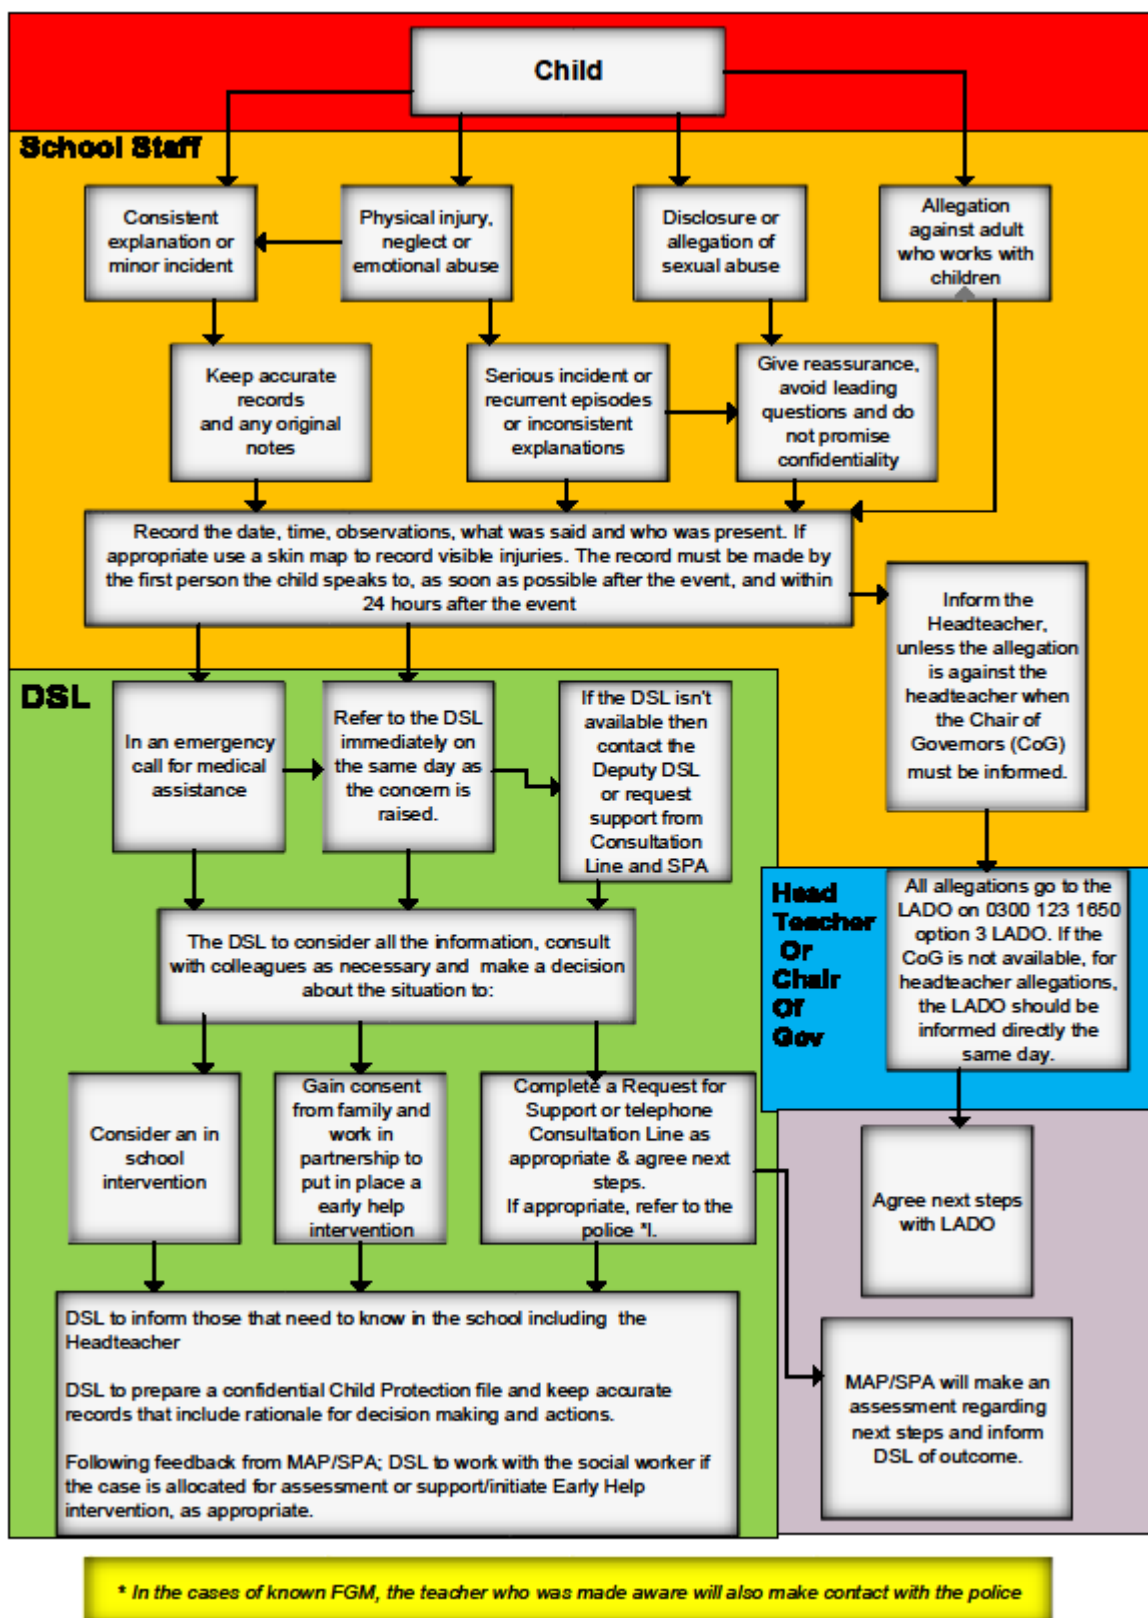 Child
School Staff
Consistent
explanation or
minor incident
Physical injury,
neglect or
emotional abuse
Disclosure or
allegation of
sexual abuse
Allegation
against adult
who works with
children
Keep accurate
records
and any original
notes
Serious incident or
recurrent episodes
or inconsistent
explanations
Give reassurance,
avoid leading
questions and do
not promise
confidentiality
Record the date, time, observations, what was said and who was present. If
appropriate use a skin map to record visible injuries. The record must be made by
the first person the child speaks to, as soon as possible after the event, and within
24 hours after the event
Inform the
Headteacher,
unless the allegation
is against the
headteacher when
the Chair of
Governors (CoG)
must be informed.
DSL
In an emergency
call for medical
assistance
Refer to the DSL
immediately on
the same day as
the concern is
raised.
If the DSL isn't
available then
contact the
Deputy DSL
or request
support from
Consultation
Line and SPA
Head
Teacher
Or
Chair
Of
Gov
All allegations go to the
LADO on 0300 123 1650
option 3 LADO. If the
CoG is not available, for
headteacher allegations,
the LADO should be
informed directly the
same day.
The DSL to consider all the information, consult
with colleagues as necessary and make a decision
about the situation to:
Consider an in
school
intervention
Gain consent
from family and
work in
partnership to
put in place a
early help
intervention
Complete a Request for
Support or telephone
Consultation Line as
appropriate & agree next
steps.
If appropriate, refer to the
police *I.
Agree next steps
with LADO
DSL to inform those that need to know in the school including the
Headteacher
DSL to prepare a confidential Child Protection file and keep accurate
records that include rationale for decision making and actions.
Following feedback from MAP/SPA; DSL to work with the social worker if
the case is allocated for assessment or support/initiate Early Help
intervention, as appropriate.
MAP/SPA will make an
assessment regarding
next steps and inform
DSL of outcome.
* In the cases of known FGM, the teacher who was made aware will also make contact with the police